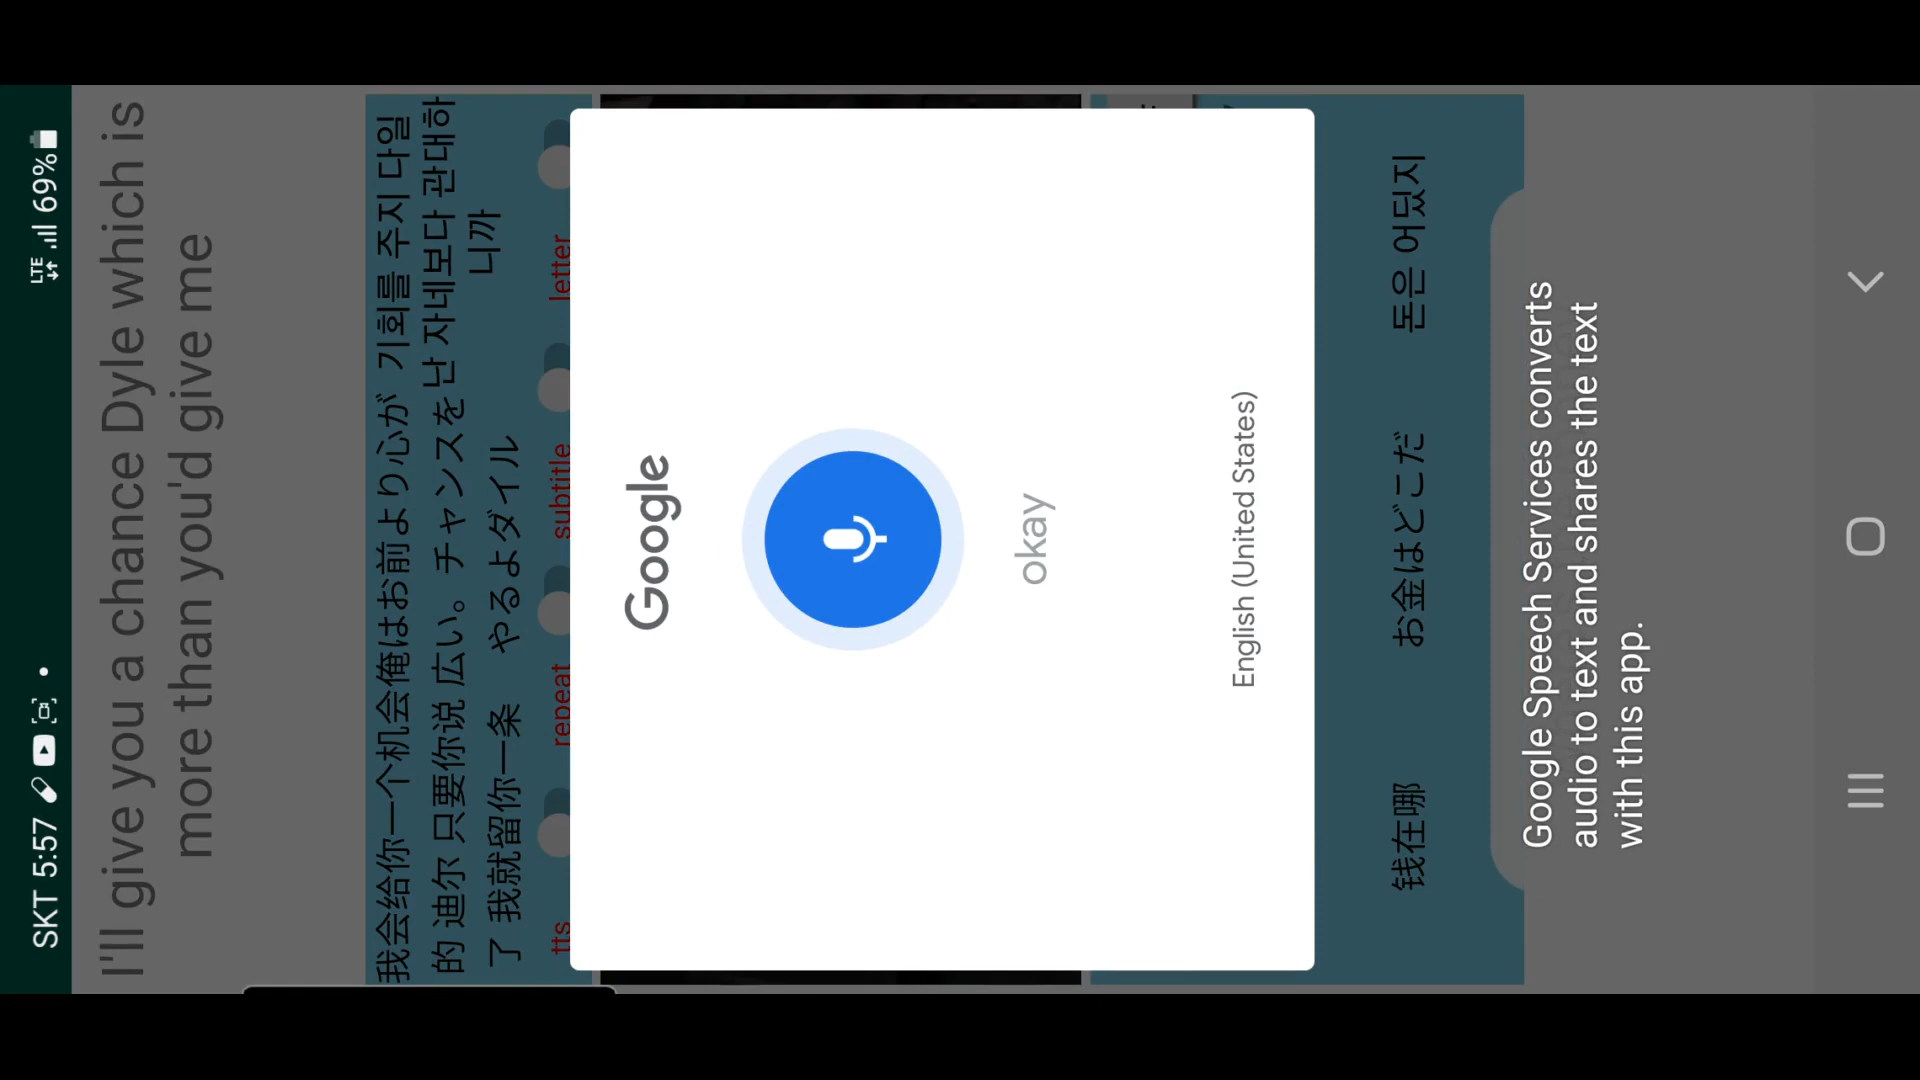 SKT 5:57
LTE 69%
I'll give you a chance Dyle which is
more than you'd give me
我会给你一个机会
的 迪尔 只要你说
了 我就留你一条
俺はお前より心が
広い。チャンスを
やるよダイル
기회를 주지 다일
난 자네보다 관대하
니까
tts
repeat
subtitle
letter
Google
okay
English (United States)
钱在哪
お金はどこだ
돈은 어딨지
Google Speech Services converts
audio to text and shares the text
with this app.